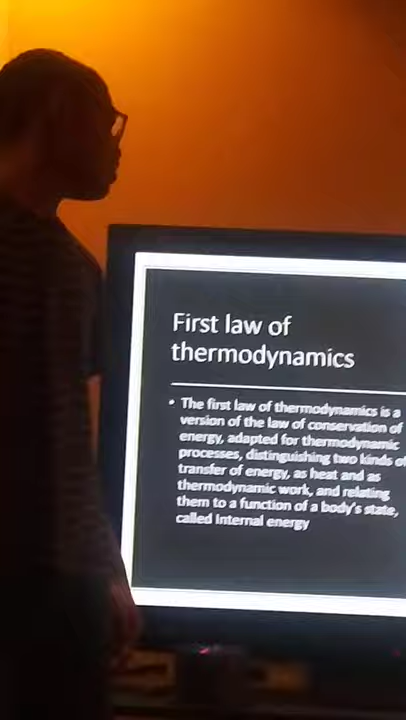 First law of
thermodynamics
• The first law of thermodynamics is a
version of the law of conservation of
energy, adapted for thermodynamic
processes, distinguishing two kinds of
transfer of energy, as heat and as
thermodynamic work, and relating
them to a function of a body's state,
called Internal energy